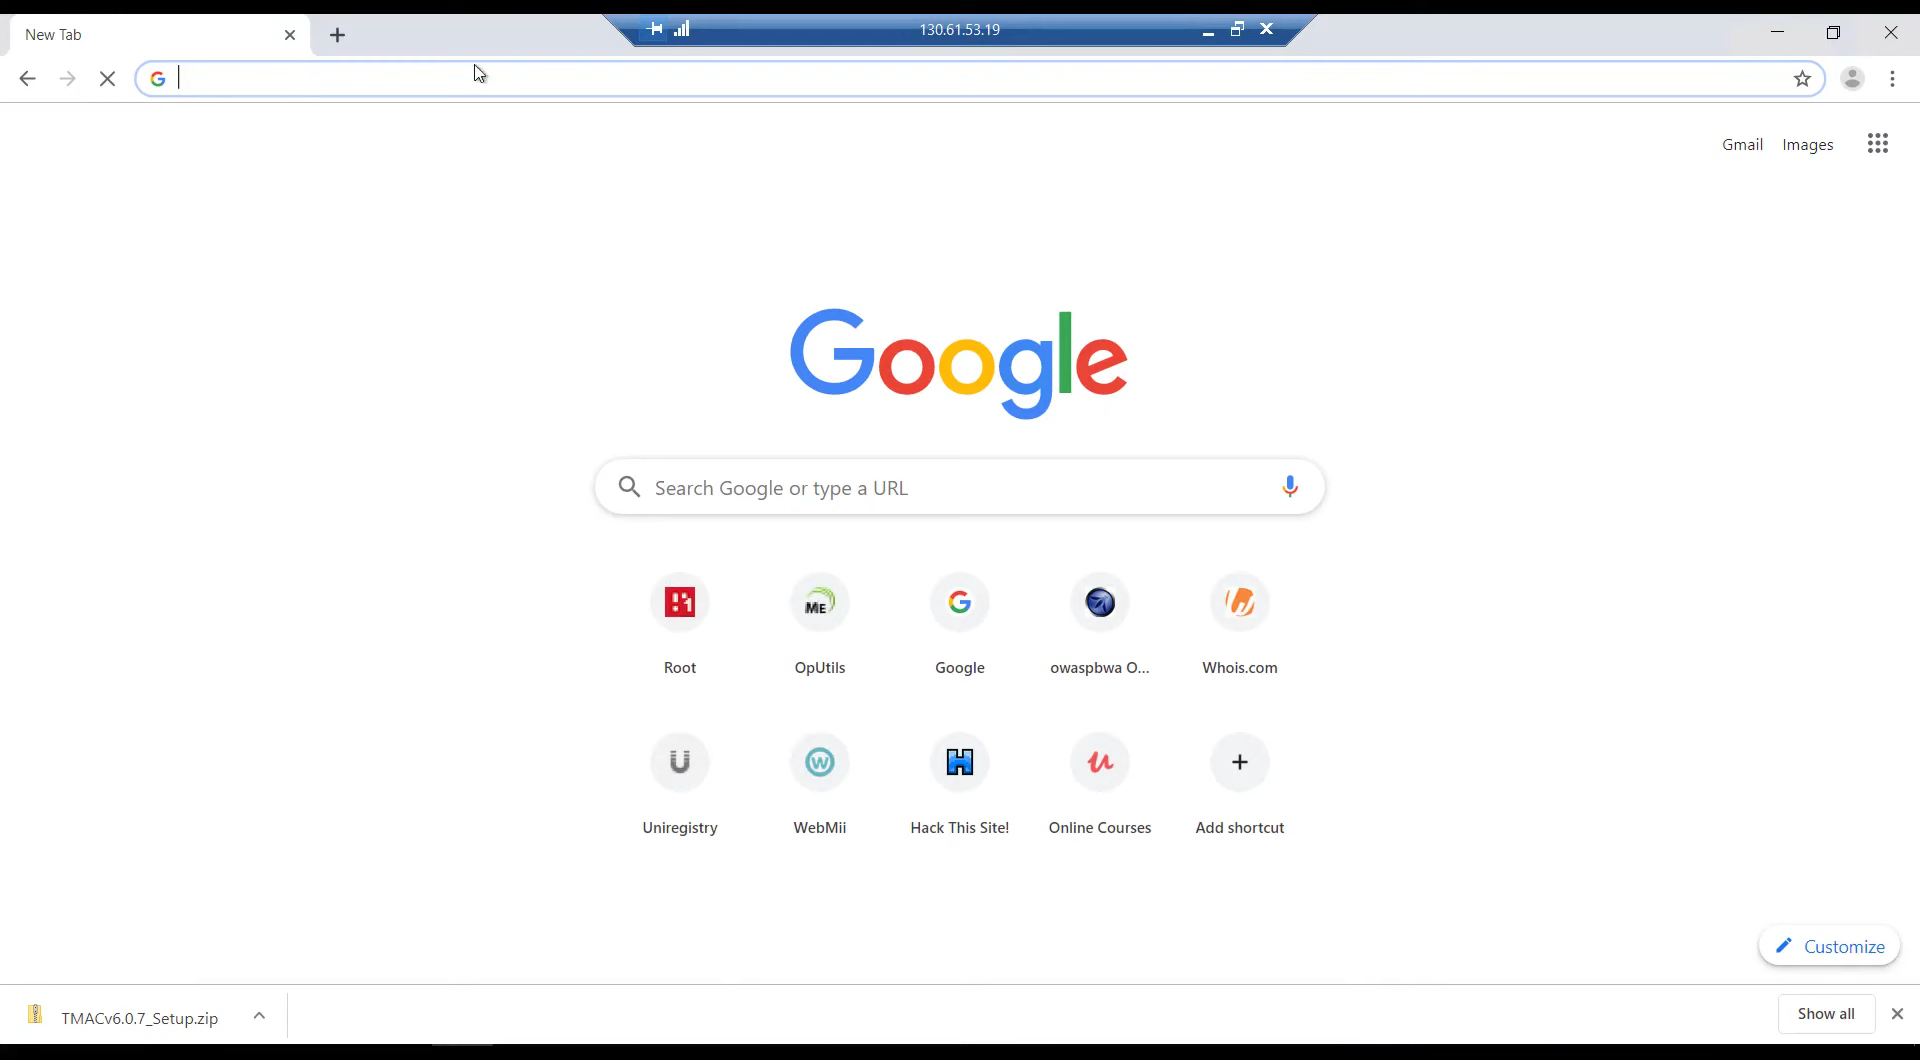 New Tab
130.61.53.19
Gmail Images
Google
Search Google or type a URL
Root
OpUtils
Google
owaspbwa O...
Whois.com
Uniregistry
WebMii
Hack This Site!
Online Courses
Add shortcut
Customize
TMACv6.0.7_Setup.zip
Show all